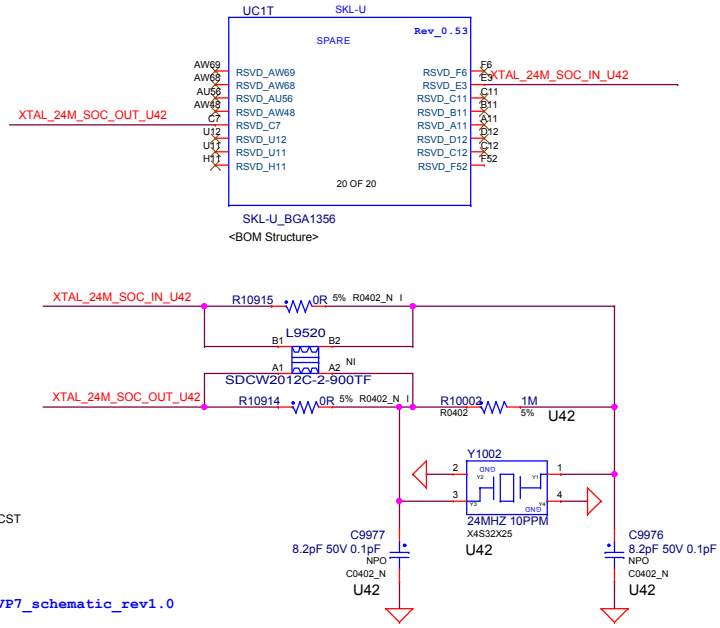 UC1T SKL-U
SPARE Rev_0.53
AW69 RSVD_AW69 RSVD_F6 F6
AW68 RSVD_AW68 RSVD_E3 E3 XTAL_24M_SOC_IN_U42
AU56 RSVD_AU56 RSVD_C11 C11
AW48 RSVD_AW48 RSVD_B11 B11
XTAL_24M_SOC_OUT_U42 C7 RSVD_C7 RSVD_A11 A11
U12 RSVD_U12 RSVD_D12 D12
U11 RSVD_U11 RSVD_C12 C12
H11 RSVD_H11 RSVD_F52 F52
20 OF 20
SKL-U_BGA1356
<BOM Structure>
XTAL_24M_SOC_IN_U42 R10915 0R 5% R0402_N I
L9520
B1 B2
A1 A2 NI
SDCW2012C-2-900TF
XTAL_24M_SOC_OUT_U42 R10914 0R 5% R0402_N I R10002 1M
R0402 5% U42
Y1002
2 GND Y2 Y1 1
3 Y3 GND Y4 4
24MHZ 10PPM
X4S32X25
U42
CST
C9977 C9976
8.2pF 50V 0.1pF 8.2pF 50V 0.1pF
NPO NPO
C0402_N C0402_N
U42 U42
VP7_schematic_rev1.0